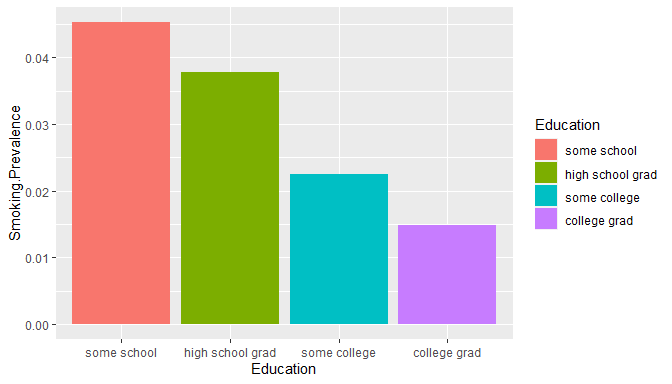 Smoking.Prevalence
0.04
0.03
0.02
0.01
0.00
some school high school grad some college college grad
Education
Education
some school
high school grad
some college
college grad